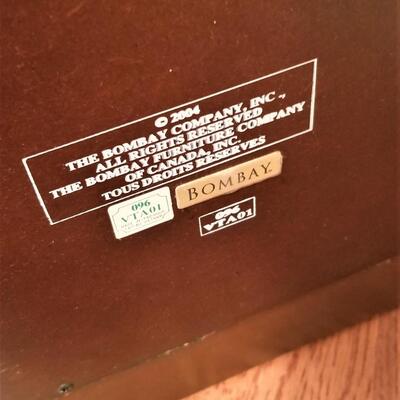 © 2004
THE BOMBAY COMPANY, INC.,
ALL RIGHTS RESERVED
THE BOMBAY FURNITURE COMPANY
OF CANADA, INC.
TOUS DROITS RÉSERVÉS
096
VTA01
BOMBAY
096
VTA01